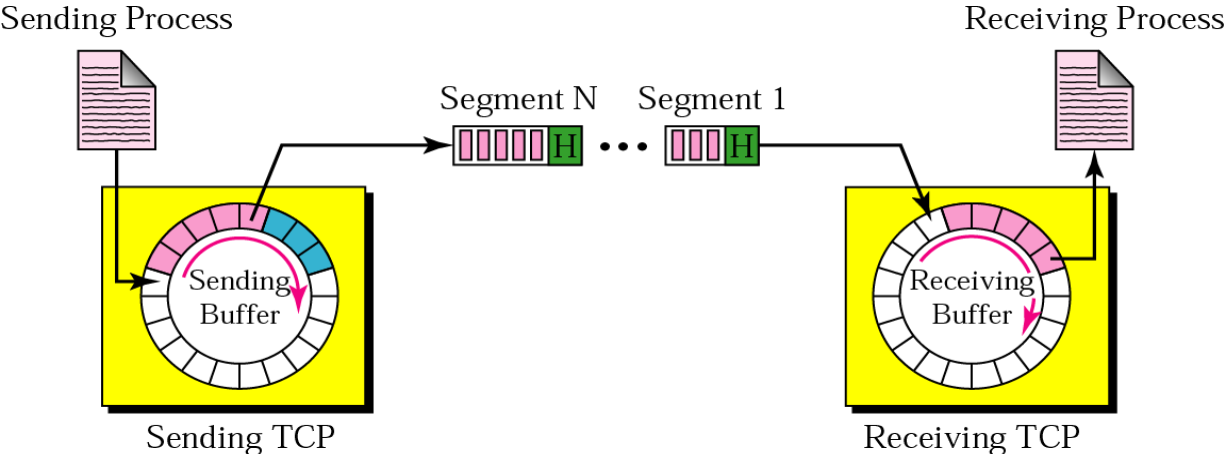 Sending Process
Receiving Process
Segment N
Segment 1
H
H
Sending
Buffer
Receiving
Buffer
Sending TCP
Receiving TCP